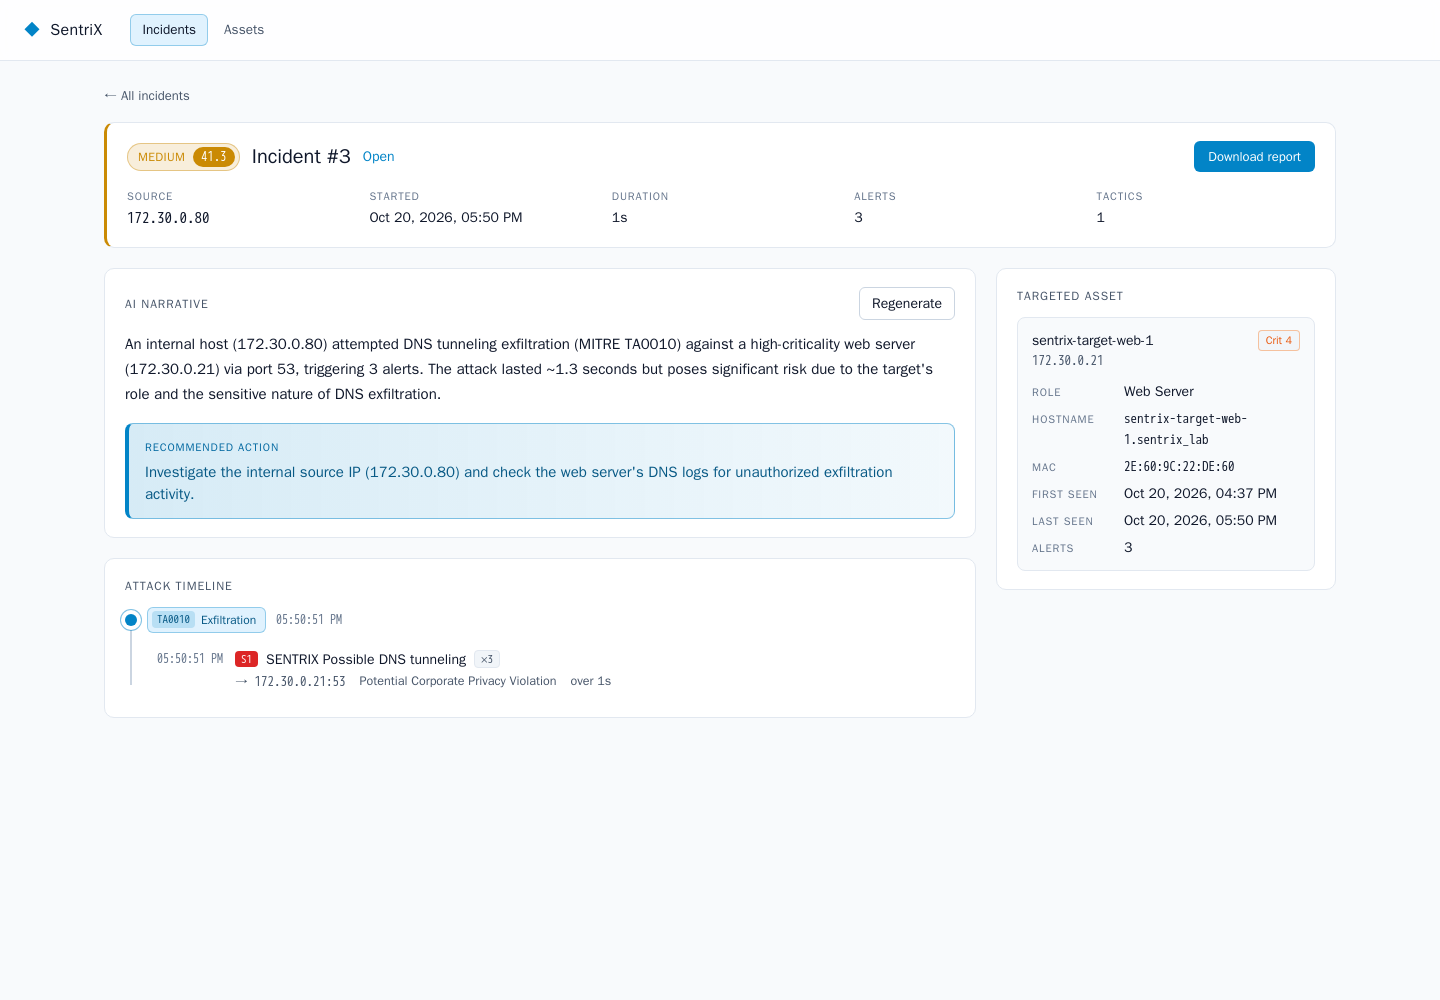 SentriX
Incidents
Assets
← All incidents
MEDIUM 41.3 Incident #3 Open
Download report
SOURCE
172.30.0.80
STARTED
Oct 20, 2026, 05:50 PM
DURATION
1s
ALERTS
3
TACTICS
1
AI NARRATIVE
Regenerate
An internal host (172.30.0.80) attempted DNS tunneling exfiltration (MITRE TA0010) against a high-criticality web server
(172.30.0.21) via port 53, triggering 3 alerts. The attack lasted ~1.3 seconds but poses significant risk due to the target's
role and the sensitive nature of DNS exfiltration.
RECOMMENDED ACTION
Investigate the internal source IP (172.30.0.80) and check the web server's DNS logs for unauthorized exfiltration
activity.
ATTACK TIMELINE
TA0010 Exfiltration 05:50:51 PM
05:50:51 PM S1 SENTRIX Possible DNS tunneling ×3
→ 172.30.0.21:53 Potential Corporate Privacy Violation over 1s
TARGETED ASSET
sentrix-target-web-1
Crit 4
172.30.0.21
ROLE Web Server
HOSTNAME sentrix-target-web-
1.sentrix_lab
MAC 2E:60:9C:22:DE:60
FIRST SEEN Oct 20, 2026, 04:37 PM
LAST SEEN Oct 20, 2026, 05:50 PM
ALERTS 3